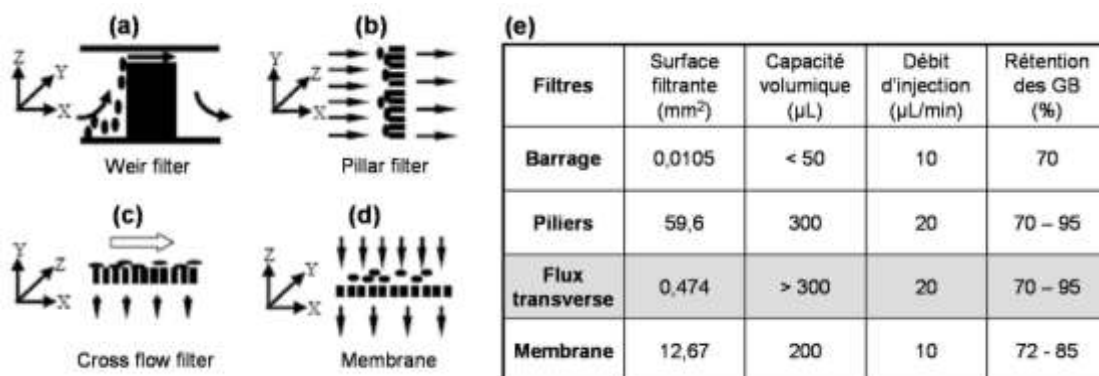 (a)
Z
Y
X
Weir filter
(b)
Y
Z
X
Pillar filter
(c)
Y
Z
X
Cross flow filter
(d)
Z
Y
X
Membrane
(e)
Filtres
Surface
filtrante
(mm²)
Capacité
volumique
(µL)
Débit
d'injection
(µL/min)
Rétention
des GB
(%)
Barrage
0,0105
< 50
10
70
Piliers
59,6
300
20
70 – 95
Flux
transverse
0,474
> 300
20
70 – 95
Membrane
12,67
200
10
72 - 85